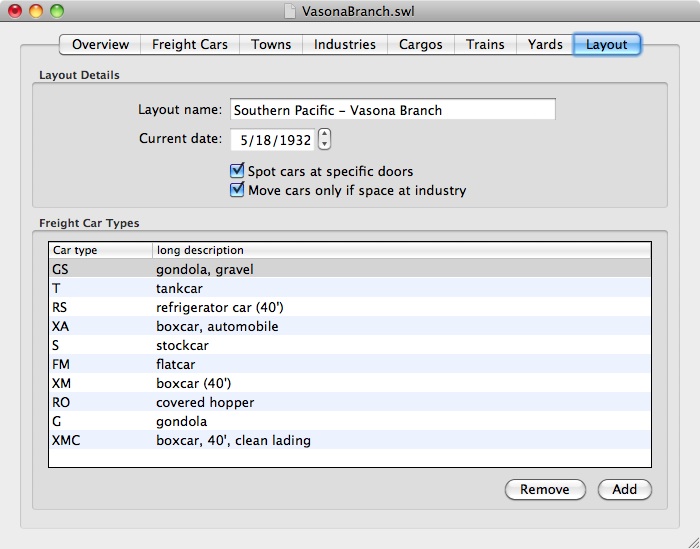 VasonaBranch.swl
Overview Freight Cars Towns Industries Cargos Trains Yards Layout
Layout Details
Layout name: Southern Pacific – Vasona Branch
Current date: 5/18/1932
Spot cars at specific doors
Move cars only if space at industry
Freight Car Types
Car type long description
GS gondola, gravel
T tankcar
RS refrigerator car (40')
XA boxcar, automobile
S stockcar
FM flatcar
XM boxcar (40')
RO covered hopper
G gondola
XMC boxcar, 40', clean lading
Remove Add